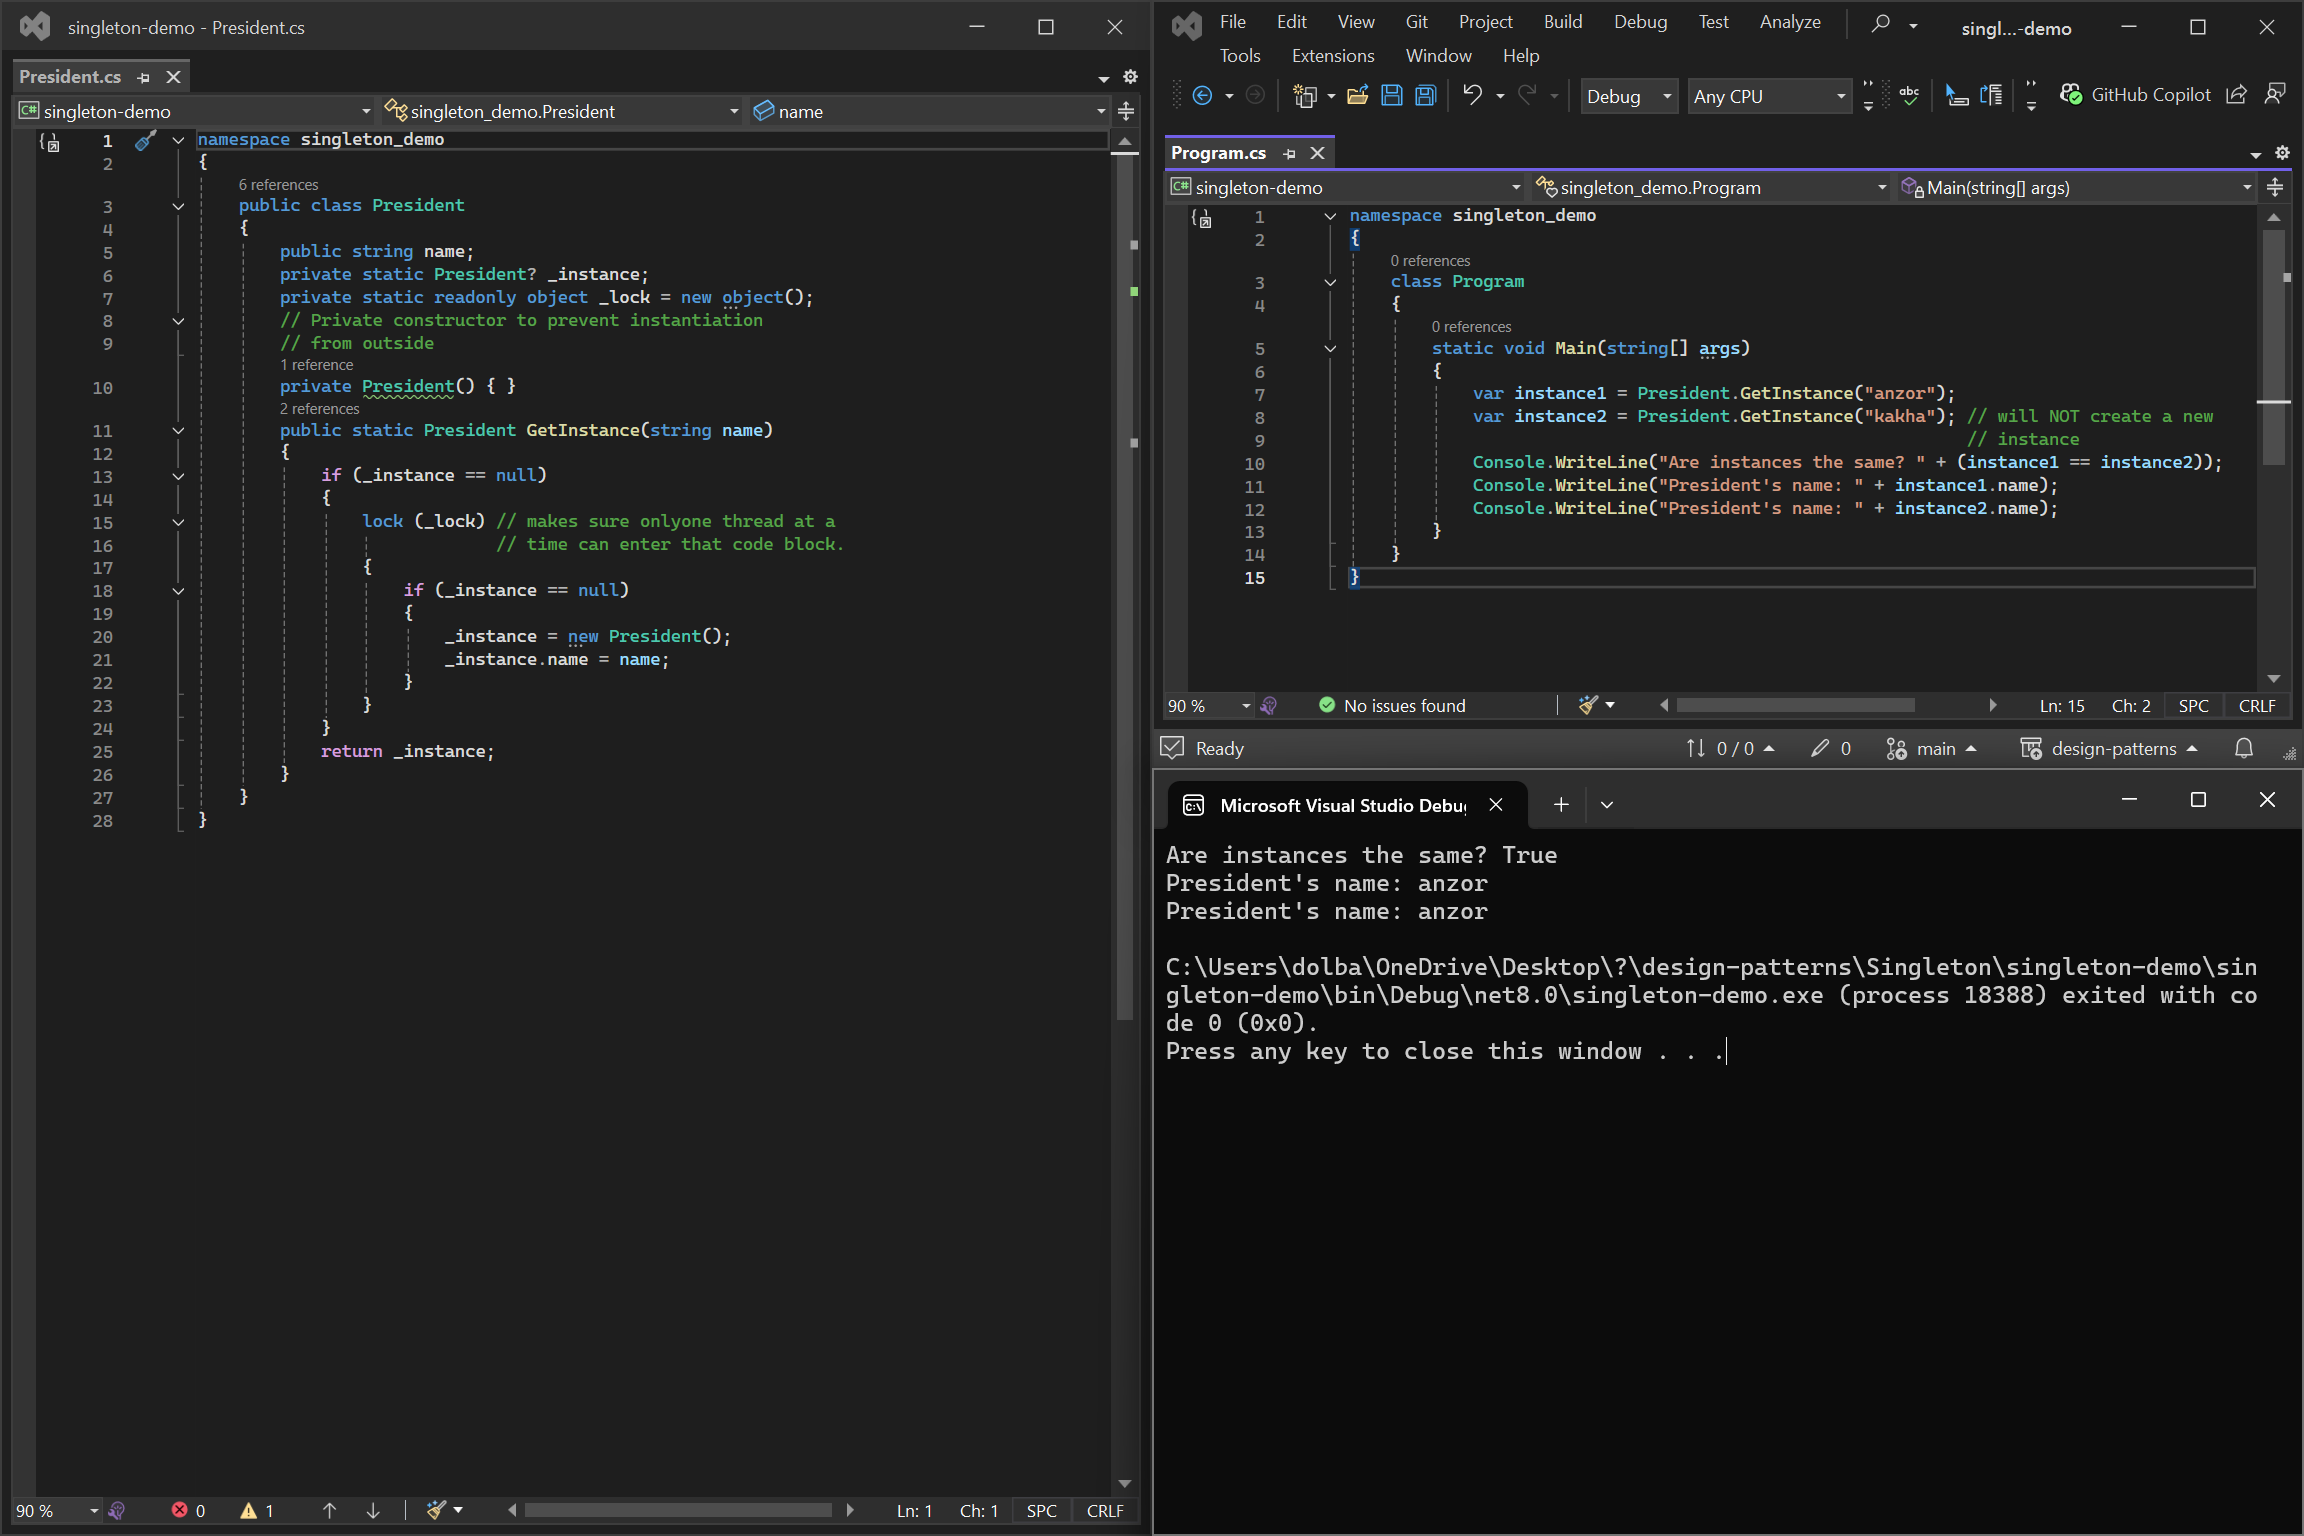 singleton-demo - President.cs
President.cs
singleton-demo
singleton_demo.President
name
1 namespace singleton_demo
2 {
6 references
3 public class President
4 {
5 public string name;
6 private static President? _instance;
7 private static readonly object _lock = new object();
8 // Private constructor to prevent instantiation
9 // from outside
1 reference
10 private President() { }
2 references
11 public static President GetInstance(string name)
12 {
13 if (_instance == null)
14 {
15 lock (_lock) // makes sure onlyone thread at a
16 // time can enter that code block.
17 {
18 if (_instance == null)
19 {
20 _instance = new President();
21 _instance.name = name;
22 }
23 }
24 }
25 return _instance;
26 }
27 }
28 }
90 %
0
1
Ln: 1 Ch: 1 SPC CRLF
File Edit View Git Project Build Debug Test Analyze
singl...-demo
Tools Extensions Window Help
Debug
Any CPU
abc
GitHub Copilot
Program.cs
singleton-demo
singleton_demo.Program
Main(string[] args)
1 namespace singleton_demo
2 {
0 references
3 class Program
4 {
0 references
5 static void Main(string[] args)
6 {
7 var instance1 = President.GetInstance("anzor");
8 var instance2 = President.GetInstance("kakha"); // will NOT create a new
9 // instance
10 Console.WriteLine("Are instances the same? " + (instance1 == instance2));
11 Console.WriteLine("President's name: " + instance1.name);
12 Console.WriteLine("President's name: " + instance2.name);
13 }
14 }
15 }
90 %
No issues found
Ln: 15 Ch: 2 SPC CRLF
Ready
0 / 0
0
main
design-patterns
Microsoft Visual Studio Debu
Are instances the same? True
President's name: anzor
President's name: anzor
C:\Users\dolba\OneDrive\Desktop\?\design-patterns\Singleton\singleton-demo\sin
gleton-demo\bin\Debug\net8.0\singleton-demo.exe (process 18388) exited with co
de 0 (0x0).
Press any key to close this window . . .